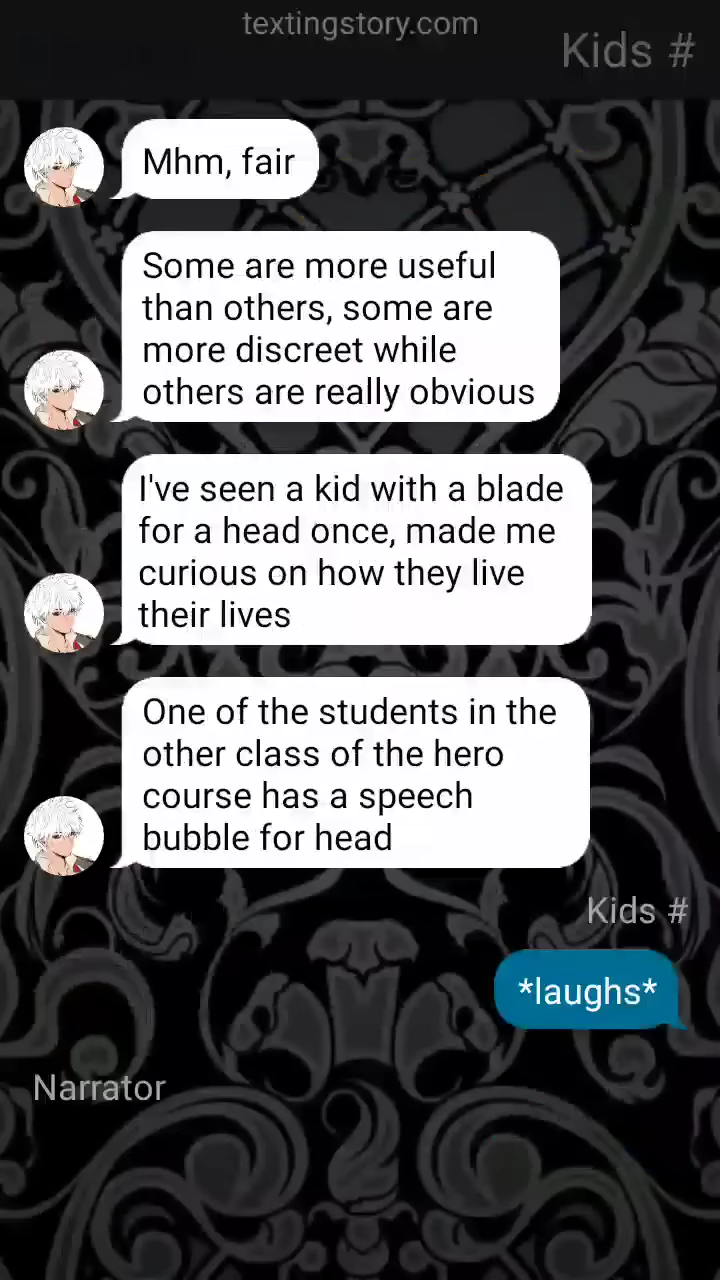 textingstory.com
Kids #
Mhm, fair
Some are more useful
than others, some are
more discreet while
others are really obvious
I've seen a kid with a blade
for a head once, made me
curious on how they live
their lives
One of the students in the
other class of the hero
course has a speech
bubble for head
Kids #
*laughs*
Narrator